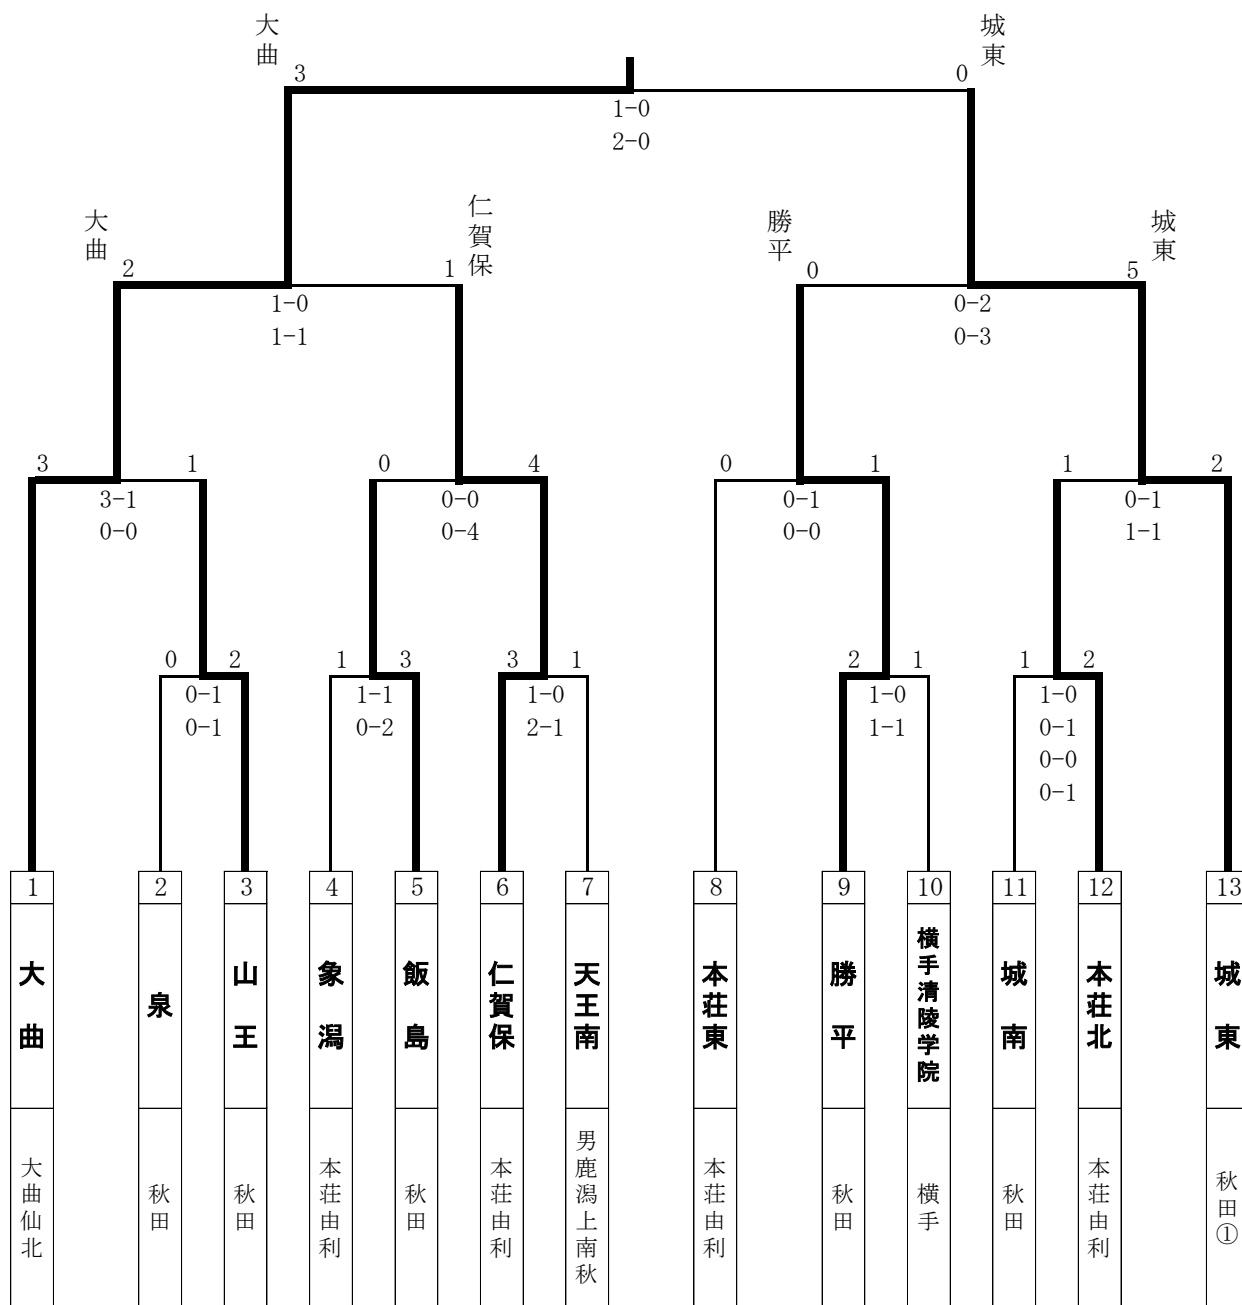 大曲
城東
3
0
1-0
2-0
大曲
仁賀保
勝平
城東
2
1
0
5
1-0
1-1
0-2
0-3
3
1
0
4
0
1
1
2
3-1
0-0
0-0
0-4
0-1
0-0
0-1
1-1
0
2
1
3
3
1
2
1
1
2
0-1
0-1
1-1
0-2
1-0
2-1
1-0
1-1
1-0
0-1
0-0
0-1
1
2
3
4
5
6
7
8
9
10
11
12
13
大曲
泉
山王
象潟
飯島
仁賀保
天王南
本荘東
勝平
横手清陵学院
城南
本荘北
城東
大曲仙北
秋田
秋田
本荘由利
秋田
本荘由利
男鹿潟上南秋
本荘由利
秋田
横手
秋田
本荘由利
秋田①